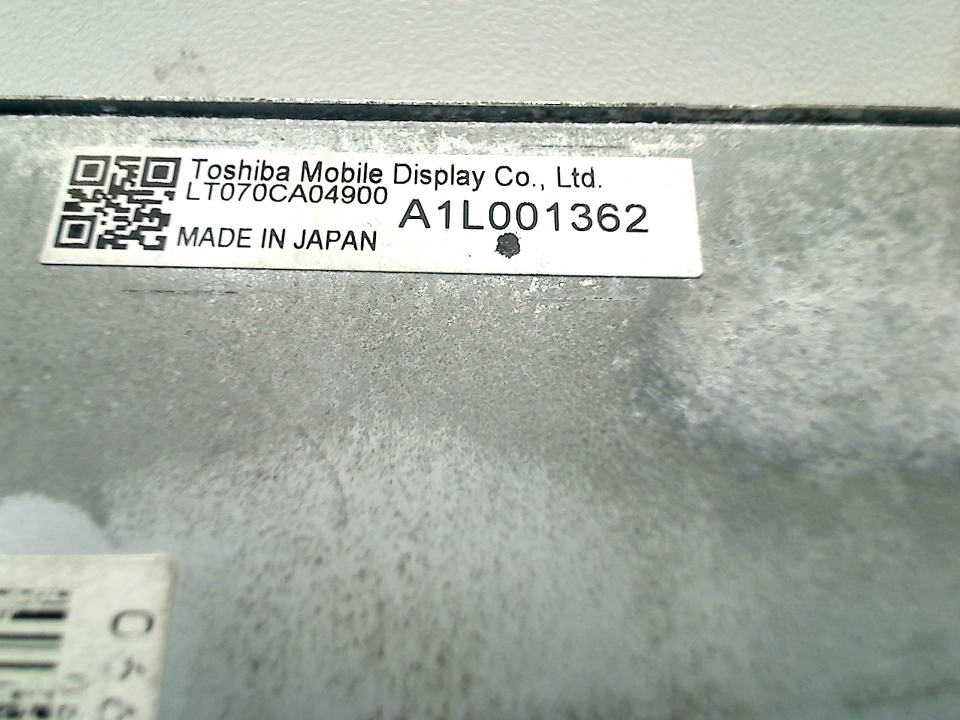 Toshiba Mobile Display Co., Ltd.
LT070CA04900
A1L001362
MADE IN JAPAN